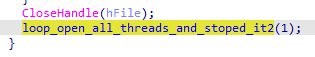 }
CloseHandle(hFile);
loop_open_all_threads_and_stoped_it2(1);
}